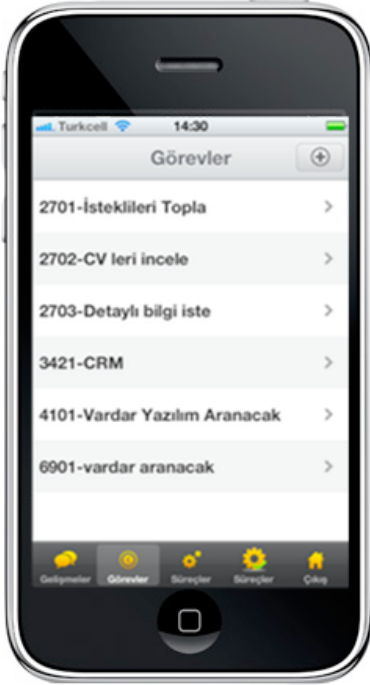 Turkcell 14:30
Görevler
2701-İsteklileri Topla
2702-CV leri incele
2703-Detaylı bilgi iste
3421-CRM
4101-Vardar Yazılım Aranacak
6901-vardar aranacak
Gelişmeler Görevler Süreçler Süreçler Çıkış